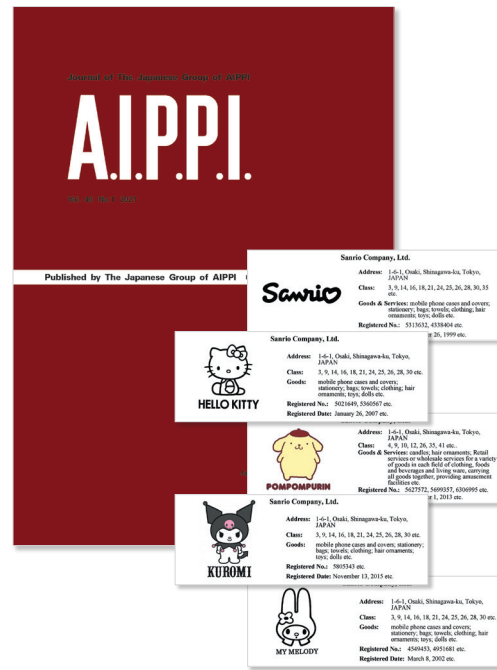 Journal of The Japanese Group of AIPPI
A.I.P.P.I.
Published by The Japanese Group of AIPPI
Sanrio Company, Ltd.
Sanrio
Address: 1-6-1, Osaki, Shinagawa-ku, Tokyo,
JAPAN
Class: 3, 9, 14, 16, 18, 21, 24, 25, 26, 28, 30, 35
etc.
Goods & Services: mobile phone cases and covers;
stationery; bags; towels; clothing; hair
ornaments; toys; dolls etc.
Registered No.: 5313632, 4338404 etc.
26, 1999 etc.
Sanrio Company, Ltd.
HELLO KITTY
Address: 1-6-1, Osaki, Shinagawa-ku, Tokyo,
JAPAN
Class: 3, 9, 14, 16, 18, 21, 24, 25, 26, 28, 30 etc.
Goods: mobile phone cases and covers;
stationery; bags; towels; clothing; hair
ornaments; toys; dolls etc.
Registered No.: 5021649, 5360567 etc.
Registered Date: January 26, 2007 etc.
POMPOMPURIN
Address: 1-6-1, Osaki, Shinagawa-ku, Tokyo,
JAPAN
Class: 4, 9, 10, 12, 26, 35, 41 etc..
Goods & Services: candles; hair ornaments; Retail
services or wholesale services for a variety
of goods in each field of clothing, foods
and beverages and living ware, carrying
all goods together, providing amusement
facilities etc.
Registered No.: 5627572, 5699357, 6306995 etc.
1, 2013 etc.
Sanrio Company, Ltd.
KUROMI
Address: 1-6-1, Osaki, Shinagawa-ku, Tokyo,
JAPAN
Class: 3, 9, 14, 16, 18, 21, 24, 25, 26, 28, 30 etc.
Goods: mobile phone cases and covers; stationery;
bags; towels; clothing; hair ornaments;
toys; dolls etc.
Registered No.: 5805343 etc.
Registered Date: November 13, 2015 etc.
MY MELODY
Address: 1-6-1, Osaki, Shinagawa-ku, Tokyo,
JAPAN
Class: 3, 9, 14, 16, 18, 21, 24, 25, 26, 28, 30 etc.
Goods: mobile phone cases and covers;
stationery; bags; towels; clothing; hair
ornaments; toys; dolls etc.
Registered No.: 4549453, 4951681 etc.
Registered Date: March 8, 2002 etc.